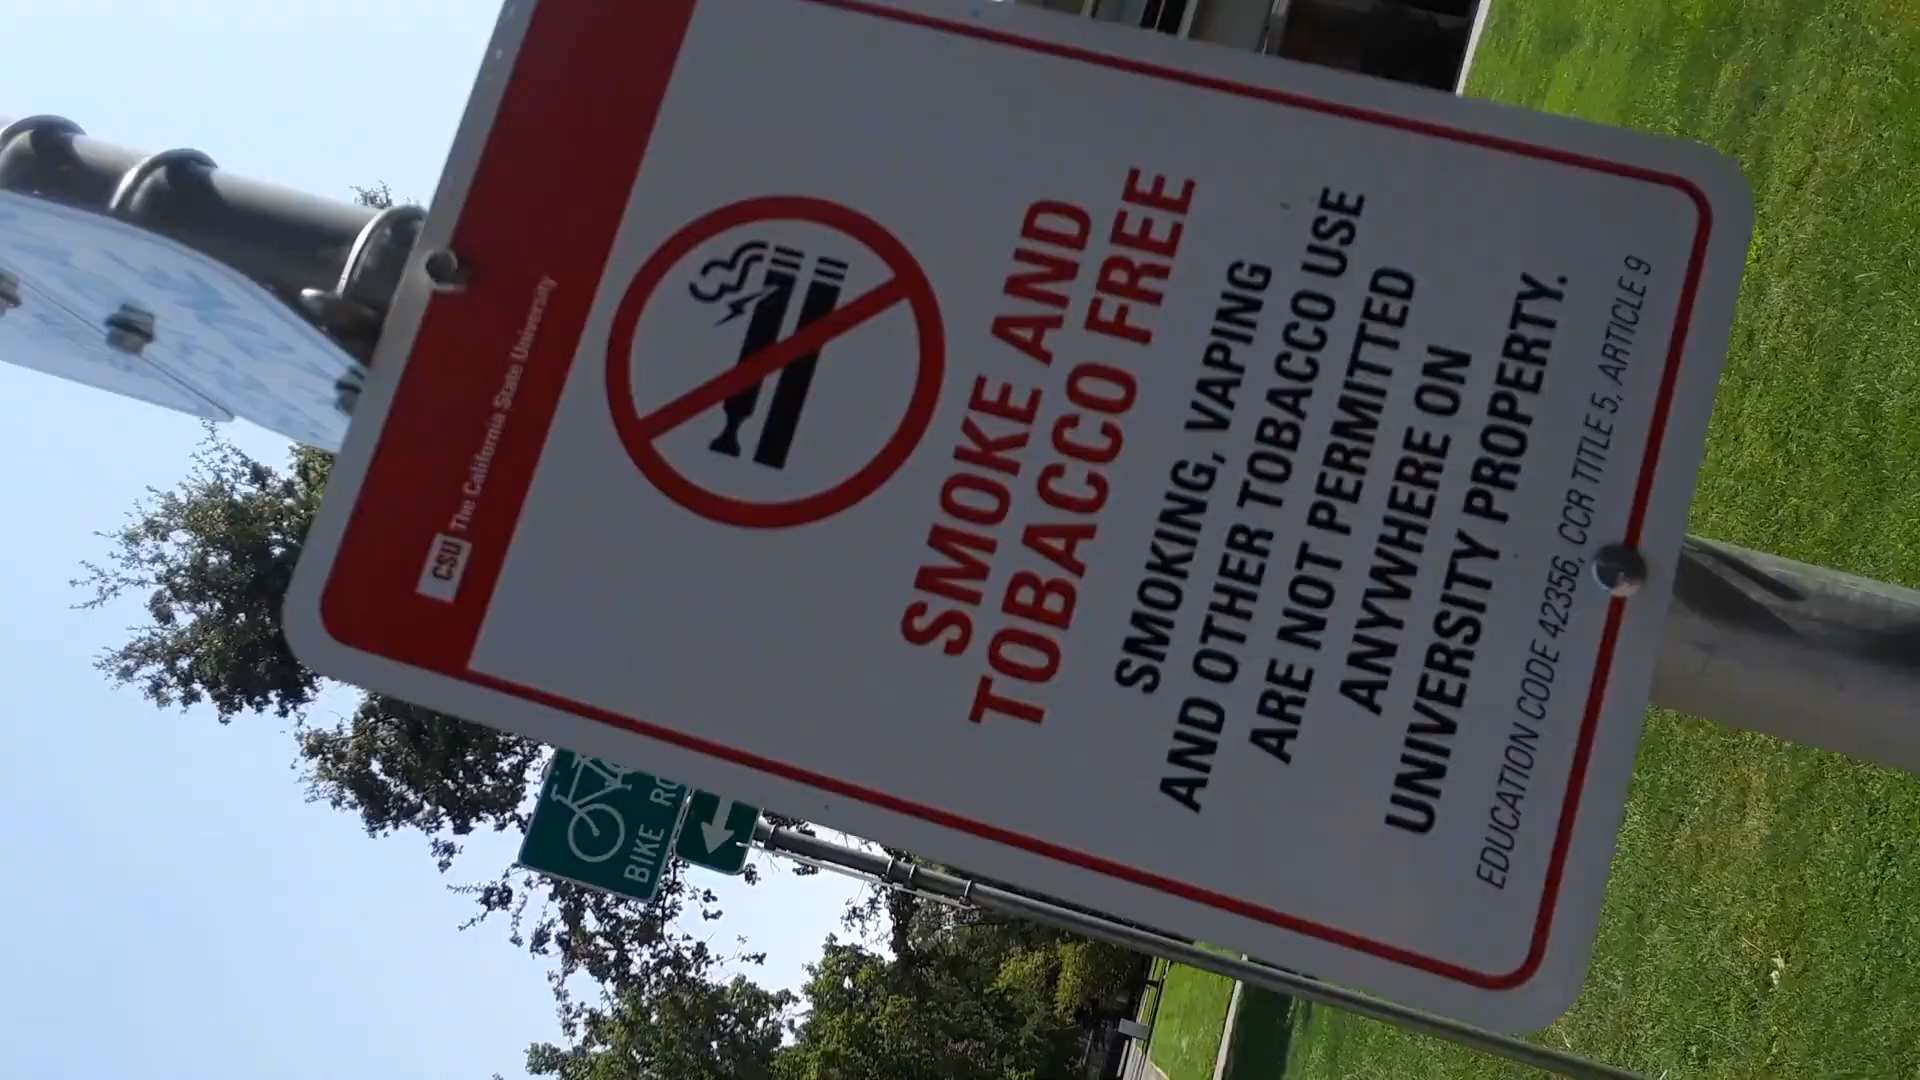 CSU The California State University
SMOKE AND
TOBACCO FREE
SMOKING, VAPING
AND OTHER TOBACCO USE
ARE NOT PERMITTED
ANYWHERE ON
UNIVERSITY PROPERTY.
EDUCATION CODE 42356, CCR TITLE 5, ARTICLE 9
BIKE